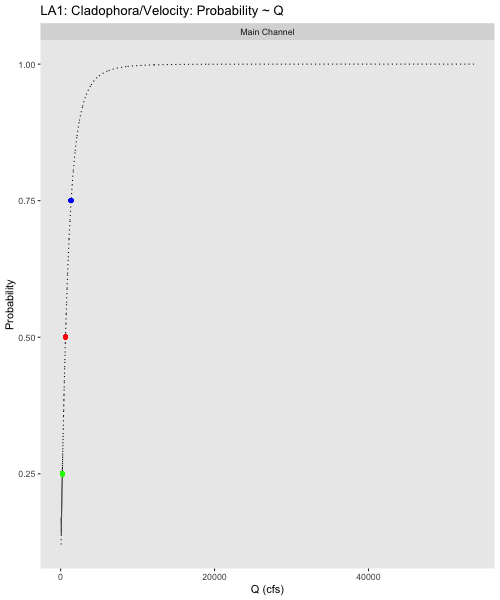 LA1: Cladophora/Velocity: Probability ~ Q
Main Channel
1.00
0.75
0.50
0.25
Probability
0
20000
40000
Q (cfs)